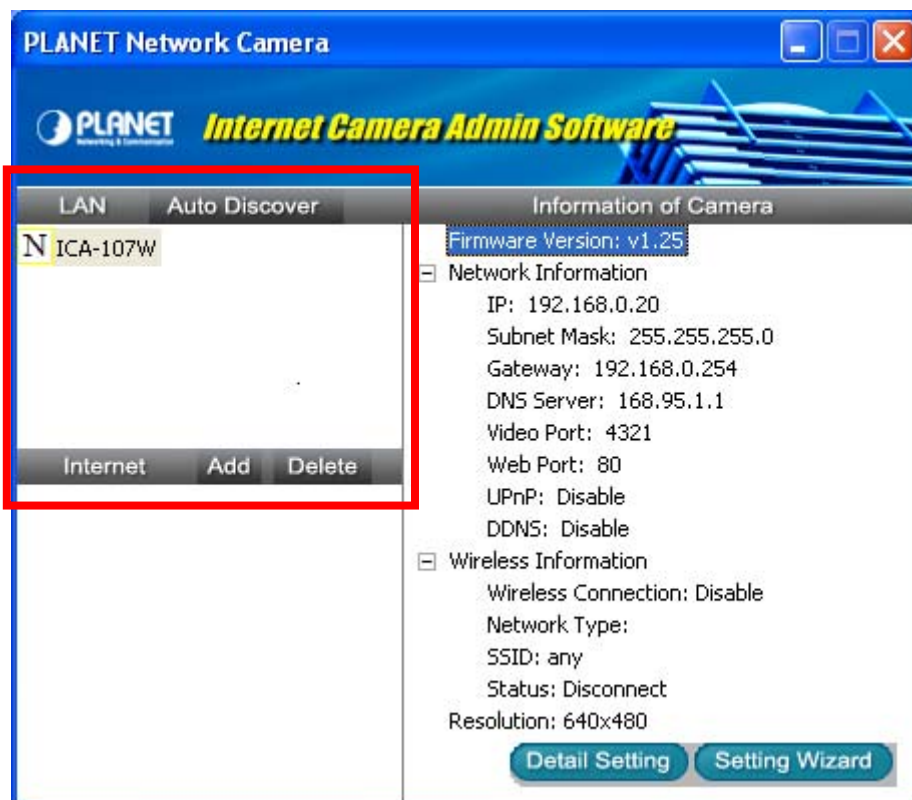 PLANET Network Camera
PLANET
Networking & Communication
Internet Camera Admin Software
LAN Auto Discover
N ICA-107W
Internet Add Delete
Information of Camera
Firmware Version: v1.25
Network Information
IP: 192.168.0.20
Subnet Mask: 255.255.255.0
Gateway: 192.168.0.254
DNS Server: 168.95.1.1
Video Port: 4321
Web Port: 80
UPnP: Disable
DDNS: Disable
Wireless Information
Wireless Connection: Disable
Network Type:
SSID: any
Status: Disconnect
Resolution: 640x480
Detail Setting Setting Wizard